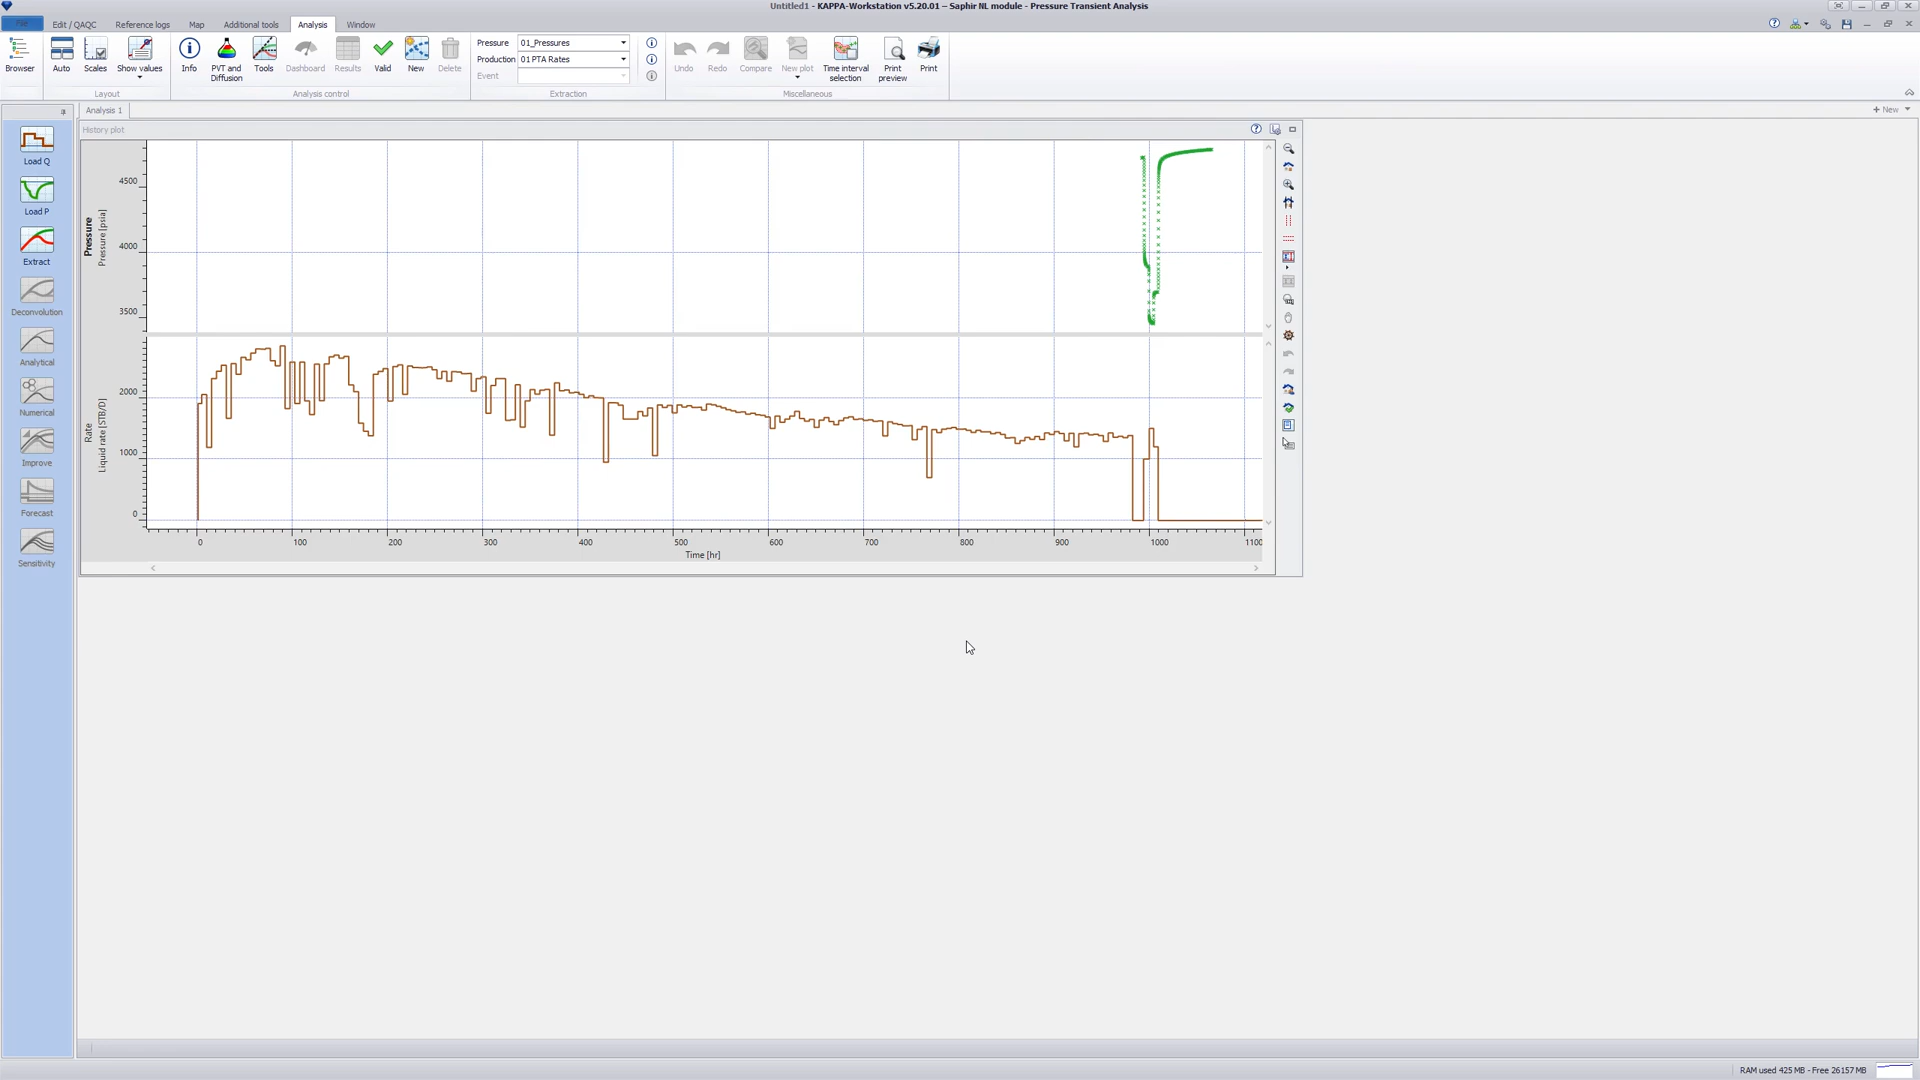 Untitled1 - KAPPA-Workstation v5.20.01 – Saphir NL module - Pressure Transient Analysis
File Edit / QAQC Reference logs Map Additional tools Analysis Window
Browser
Auto Scales Show values
Layout
Info PVT and Diffusion Tools Dashboard Results Valid New Delete
Analysis control
Pressure 01_Pressures
Production 01 PTA Rates
Event
Extraction
Undo Redo Compare New plot Time interval selection Print preview Print
Miscellaneous
Analysis 1
+ New
History plot
Load Q
Load P
Extract
Deconvolution
Analytical
Numerical
Improve
Forecast
Sensitivity
Pressure
Pressure [psia]
4500
4000
3500
Rate
Liquid rate [STB/D]
2000
1000
0
0 100 200 300 400 500 600 700 800 900 1000 1100
Time [hr]
RAM used 425 MB - Free 26157 MB